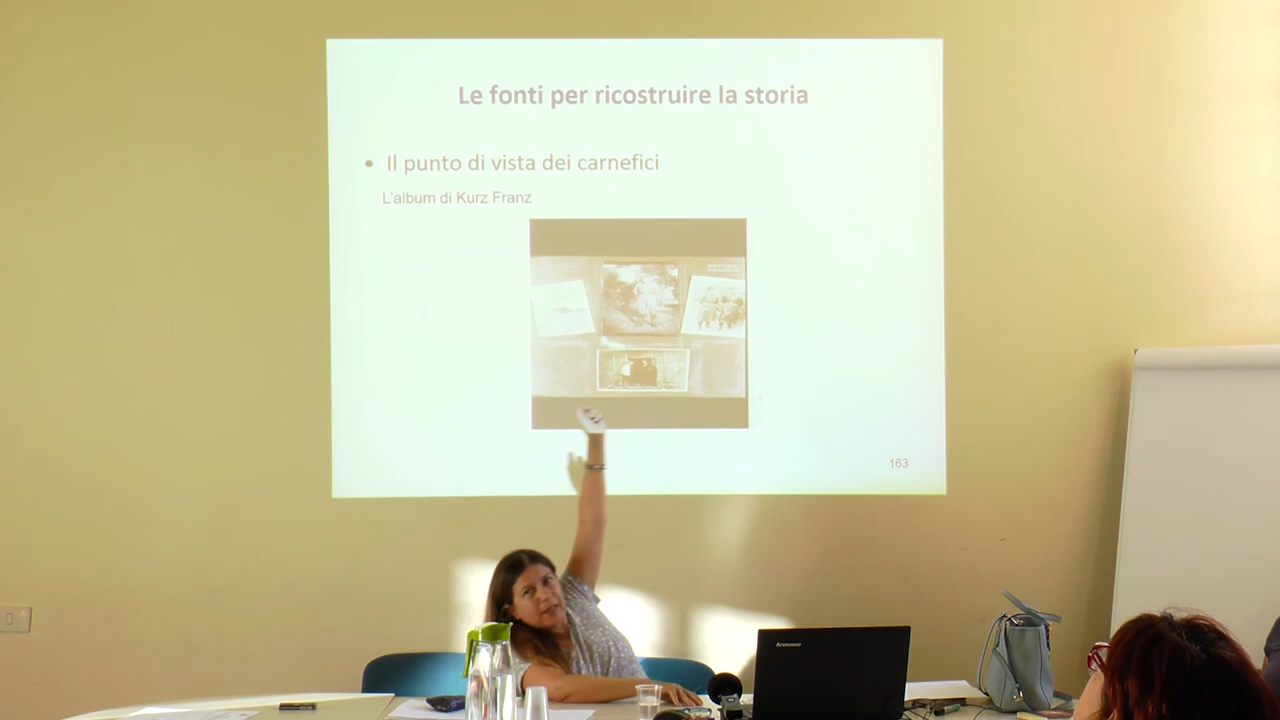 Le fonti per ricostruire la storia
• Il punto di vista dei carnefici
L'album di Kurz Franz
163
lenovo